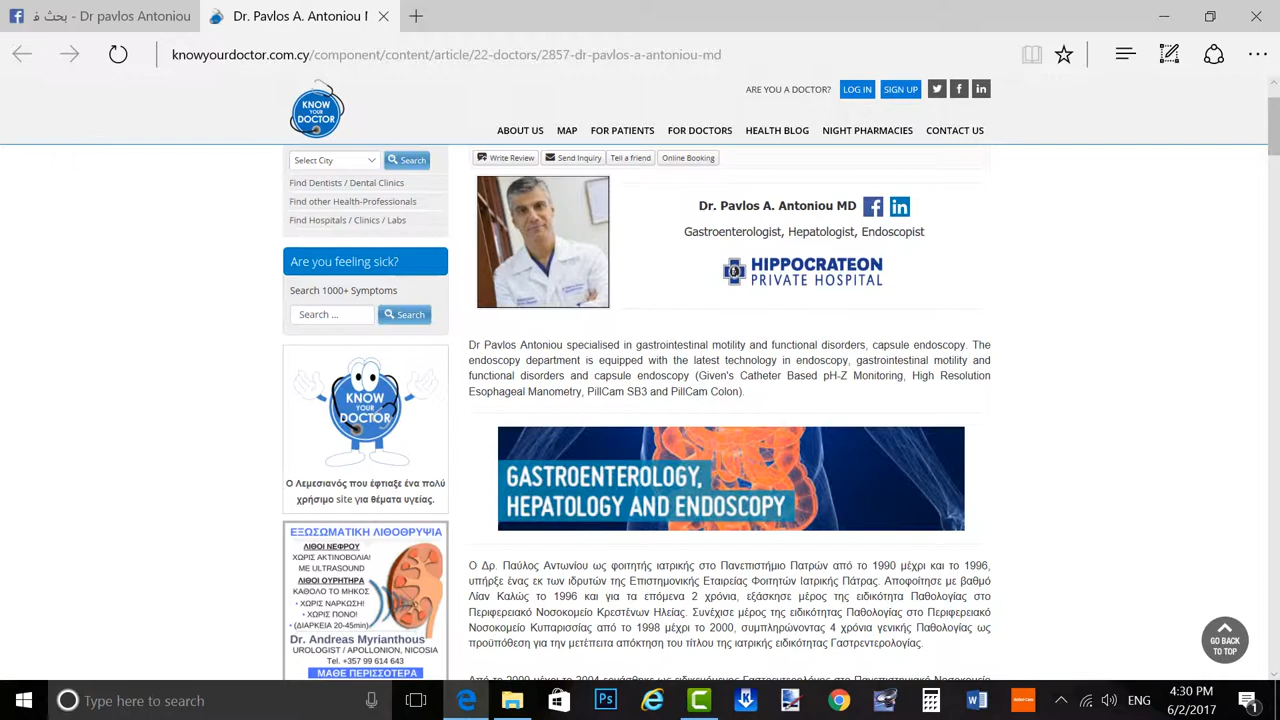 بحث ف - Dr pavlos Antoniou
Dr. Pavlos A. Antoniou M
knowyourdoctor.com.cy/component/content/article/22-doctors/2857-dr-pavlos-a-antoniou-md
KNOW
YOUR
DOCTOR
ARE YOU A DOCTOR? LOG IN SIGN UP
ABOUT US MAP FOR PATIENTS FOR DOCTORS HEALTH BLOG NIGHT PHARMACIES CONTACT US
Select City Search
Find Dentists / Dental Clinics
Find other Health-Professionals
Find Hospitals / Clinics / Labs
Are you feeling sick?
Search 1000+ Symptoms
Search ... Search
KNOW
YOUR
DOCTOR
Ο Λεμεσιανός που έφτιαξε ένα πολύ
χρήσιμο site για θέματα υγείας.
ΕΞΩΣΩΜΑΤΙΚΗ ΛΙΘΟΘΡΥΨΙΑ
ΛΙΘΟΙ ΝΕΦΡΟΥ
ΧΩΡΙΣ ΑΚΤΙΝΟΒΟΛΙΑ!
ΜΕ ULTRASOUND
ΛΙΘΟΙ ΟΥΡΗΤΗΡΑ
ΚΑΘΟΛΟ ΤΟ ΜΗΚΟΣ
• ΧΩΡΙΣ ΝΑΡΚΩΣΗ!
• ΧΩΡΙΣ ΠΟΝΟ!
• (ΔΙΑΡΚΕΙΑ 20-45min)
Dr. Andreas Myrianthous
UROLOGIST / APOLLONION, NICOSIA
Tel. +357 99 614 643
ΜΑΘΕ ΠΕΡΙΣΣΟΤΕΡΑ
Write Review Send Inquiry Tell a friend Online Booking
Dr. Pavlos A. Antoniou MD
Gastroenterologist, Hepatologist, Endoscopist
HIPPOCRATEON
PRIVATE HOSPITAL
Dr Pavlos Antoniou specialised in gastrointestinal motility and functional disorders, capsule endoscopy. The
endoscopy department is equipped with the latest technology in endoscopy, gastrointestinal motility and
functional disorders and capsule endoscopy (Given's Catheter Based pH-Z Monitoring, High Resolution
Esophageal Manometry, PillCam SB3 and PillCam Colon).
GASTROENTEROLOGY,
HEPATOLOGY AND ENDOSCOPY
Ο Δρ. Παύλος Αντωνίου ως φοιτητής ιατρικής στο Πανεπιστήμιο Πατρών από το 1990 μέχρι και το 1996,
υπήρξε ένας εκ των ιδρυτών της Επιστημονικής Εταιρείας Φοιτητών Ιατρικής Πάτρας. Αποφοίτησε με βαθμό
Λίαν Καλώς το 1996 και για τα επόμενα 2 χρόνια, εξάσκησε μέρος της ειδικότητα Παθολογίας στο
Περιφερειακό Νοσοκομείο Κρεστένων Ηλείας. Συνέχισε μέρος της ειδικότητας Παθολογίας στο Περιφερειακό
Νοσοκομείο Κυπαρισσίας από το 1998 μέχρι το 2000, συμπληρώνοντας 4 χρόνια γενικής Παθολογίας ως
προϋπόθεση για την μετέπειτα απόκτηση του τίτλου της ιατρικής ειδικότητας Γαστρεντερολογίας.
GO BACK
TO TOP
Type here to search
ENG
4:30 PM
6/2/2017